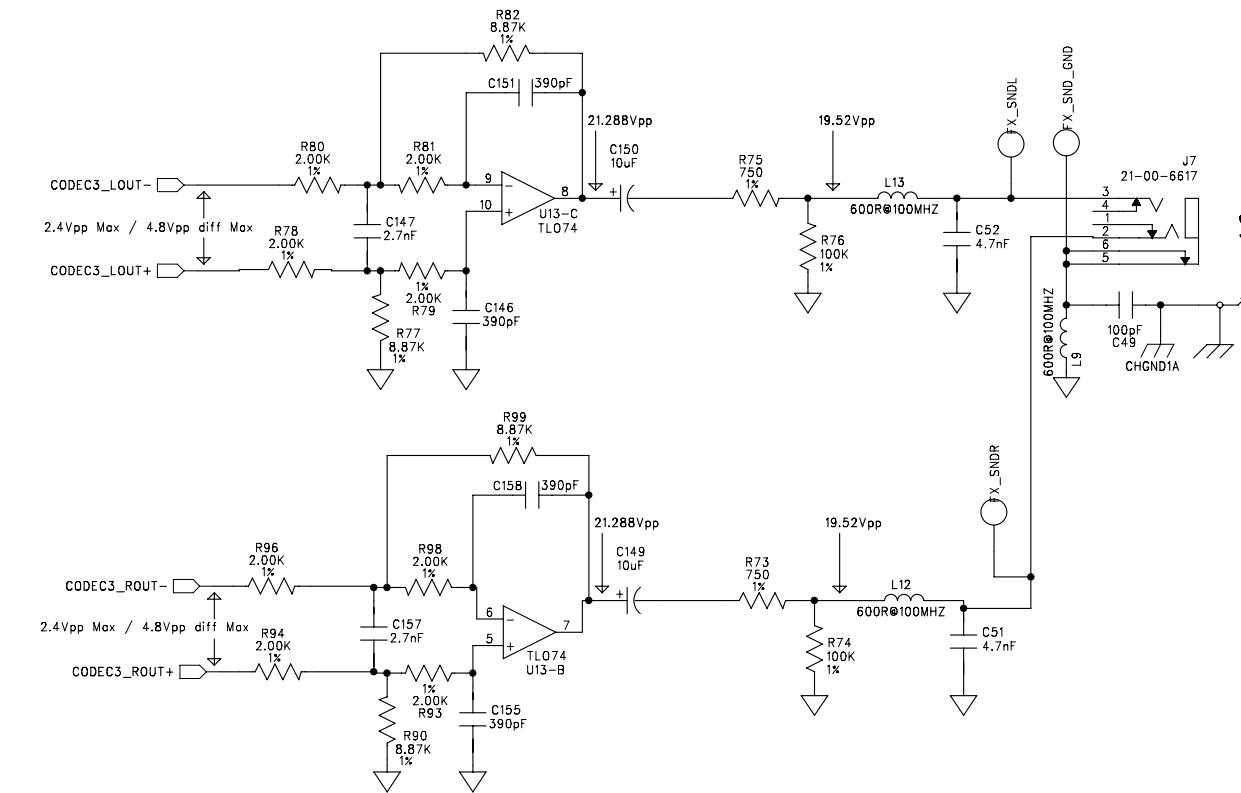 R82
8.87K
1%
C151
390pF
21.288Vpp
C150
10uF
19.52Vpp
FX_SNDL
FX_SND_GND
R80
2.00K
1%
R81
2.00K
1%
CODEC3_LOUT-
9
-
8
10
+
U13-C
TL074
+
R75
750
1%
L13
600R@100MHZ
J7
21-00-6617
3
4
1
2
6
5
2.4Vpp Max / 4.8Vpp diff Max
C147
2.7nF
R76
100K
1%
C52
4.7nF
R78
2.00K
1%
CODEC3_LOUT+
1%
2.00K
R79
C146
390pF
R77
8.87K
1%
600R@100MHZ
L9
100pF
C49
CHGND1A
R99
8.87K
1%
C158
390pF
21.288Vpp
C149
10uF
19.52Vpp
FX_SNDR
R96
2.00K
1%
R98
2.00K
1%
CODEC3_ROUT-
6
-
7
5
+
TL074
U13-B
+
R73
750
1%
L12
600R@100MHZ
2.4Vpp Max / 4.8Vpp diff Max
C157
2.7nF
R74
100K
1%
C51
4.7nF
R94
2.00K
1%
CODEC3_ROUT+
1%
2.00K
R93
C155
390pF
R90
8.87K
1%